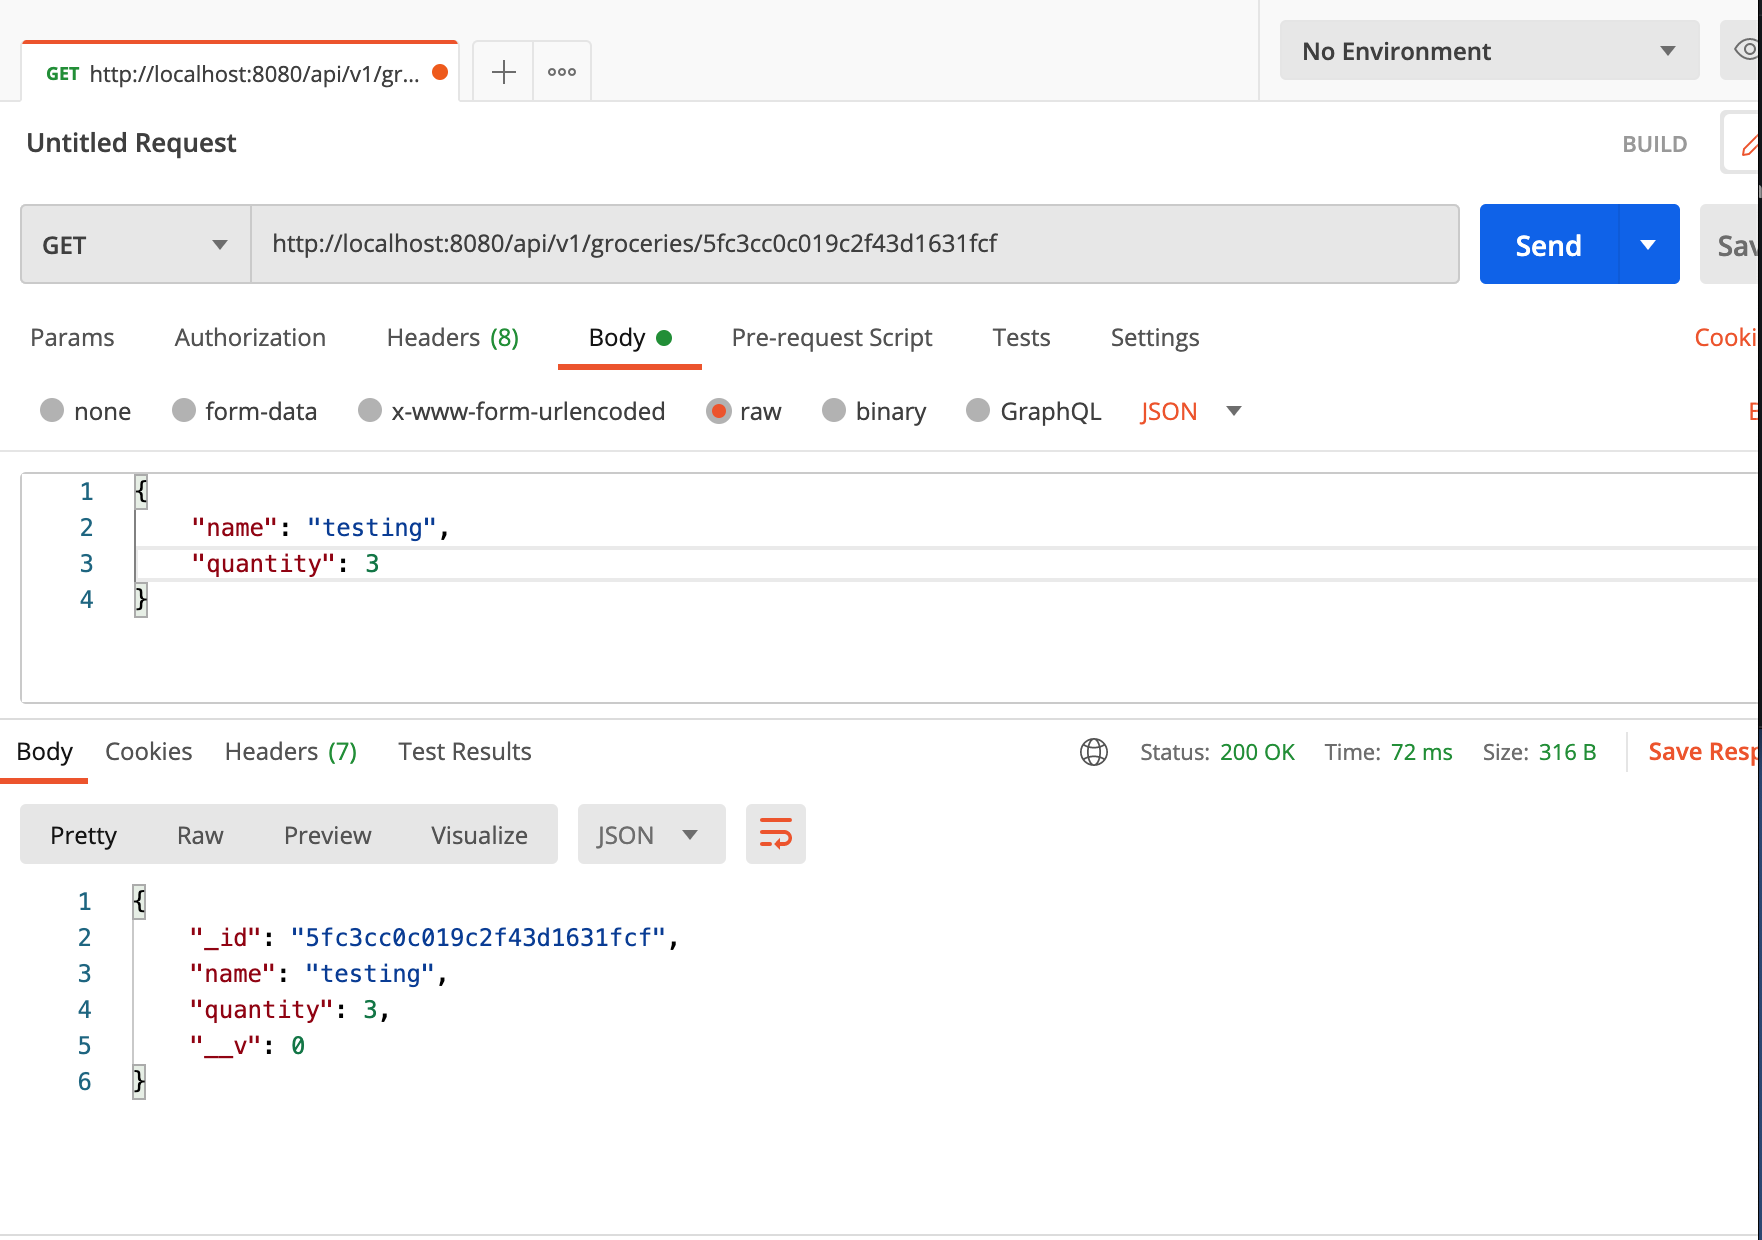 GET http://localhost:8080/api/v1/gr...
No Environment
Untitled Request
BUILD
GET http://localhost:8080/api/v1/groceries/5fc3cc0c019c2f43d1631fcf
Send
Sav
Params Authorization Headers (8) Body Pre-request Script Tests Settings Cooki
none form-data x-www-form-urlencoded raw binary GraphQL JSON
1 {
2 "name": "testing",
3 "quantity": 3
4 }
Body Cookies Headers (7) Test Results Status: 200 OK Time: 72 ms Size: 316 B Save Resp
Pretty Raw Preview Visualize JSON
1 {
2 "_id": "5fc3cc0c019c2f43d1631fcf",
3 "name": "testing",
4 "quantity": 3,
5 "__v": 0
6 }